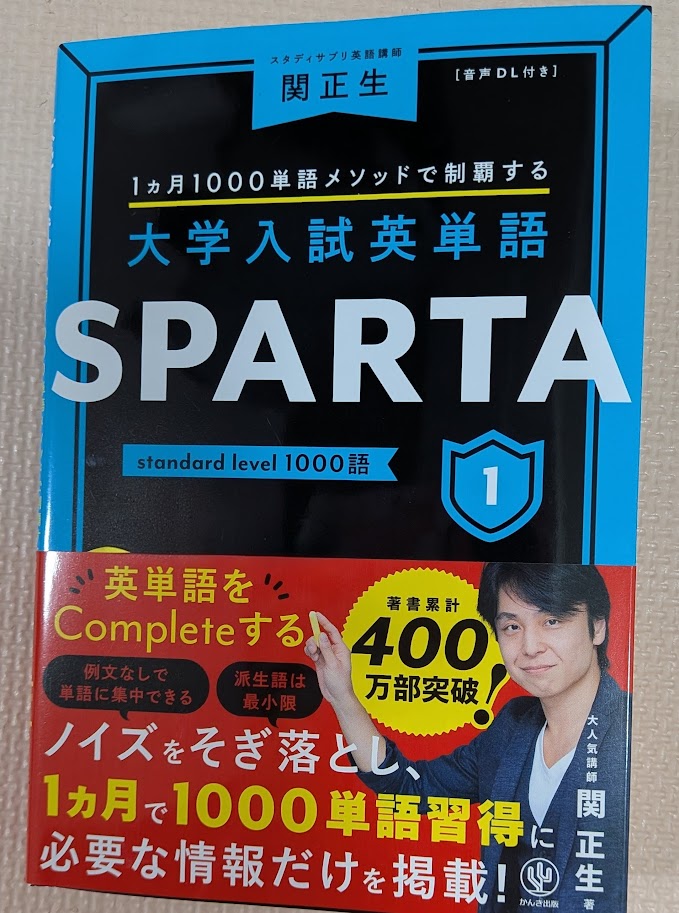 スタディサプリ英語講師
関正生
[音声DL付き]
1ヵ月1000単語メソッドで制覇する
大学入試英単語
SPARTA
standard level 1000語
1
英単語を
Completeする
例文なしで
単語に集中できる
派生語は
最小限
著書累計
400
万部突破!
ノイズをそぎ落とし、
1ヵ月で1000単語習得に
必要な情報だけを掲載!
大人気講師
関正生 著
かんき出版